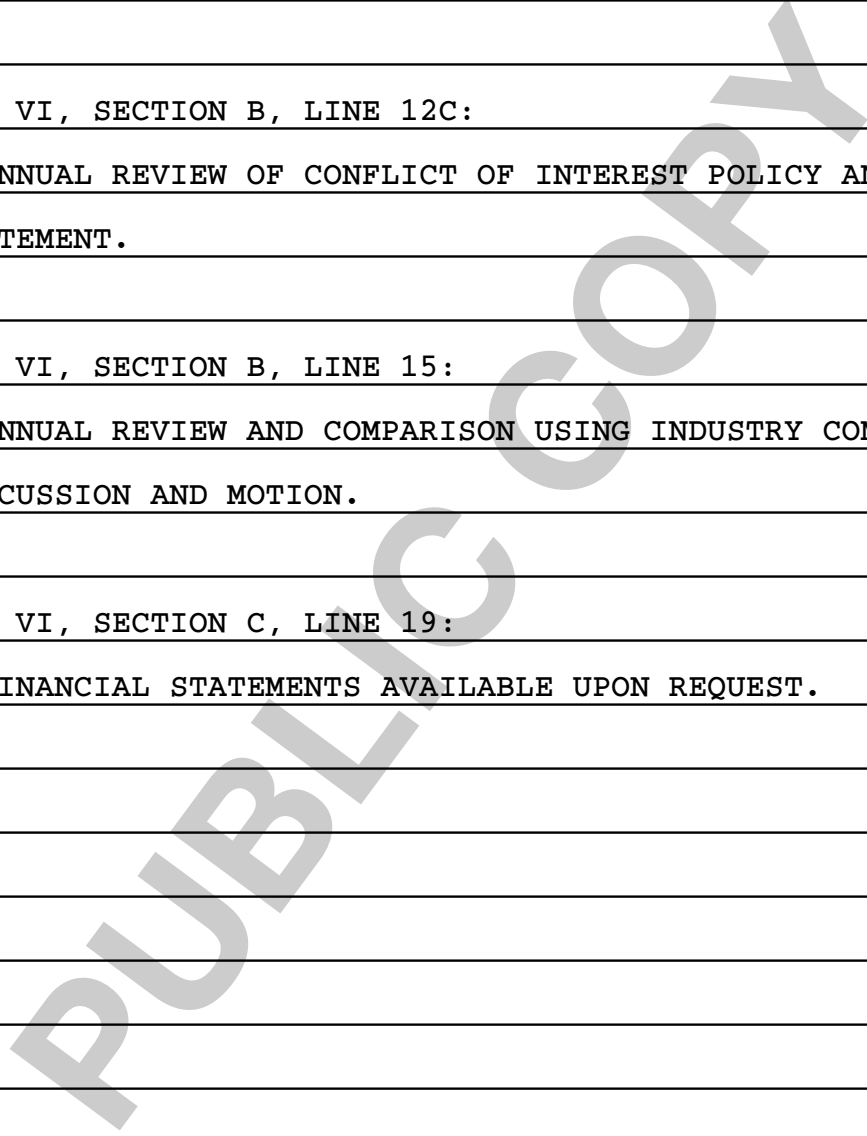 VI, SECTION B, LINE 12C:
NNUAL REVIEW OF CONFLICT OF INTEREST POLICY AN
TEMENT.
VI, SECTION B, LINE 15:
NNUAL REVIEW AND COMPARISON USING INDUSTRY COM
CUSSION AND MOTION.
VI, SECTION C, LINE 19:
INANCIAL STATEMENTS AVAILABLE UPON REQUEST.
PUBLIC COPY